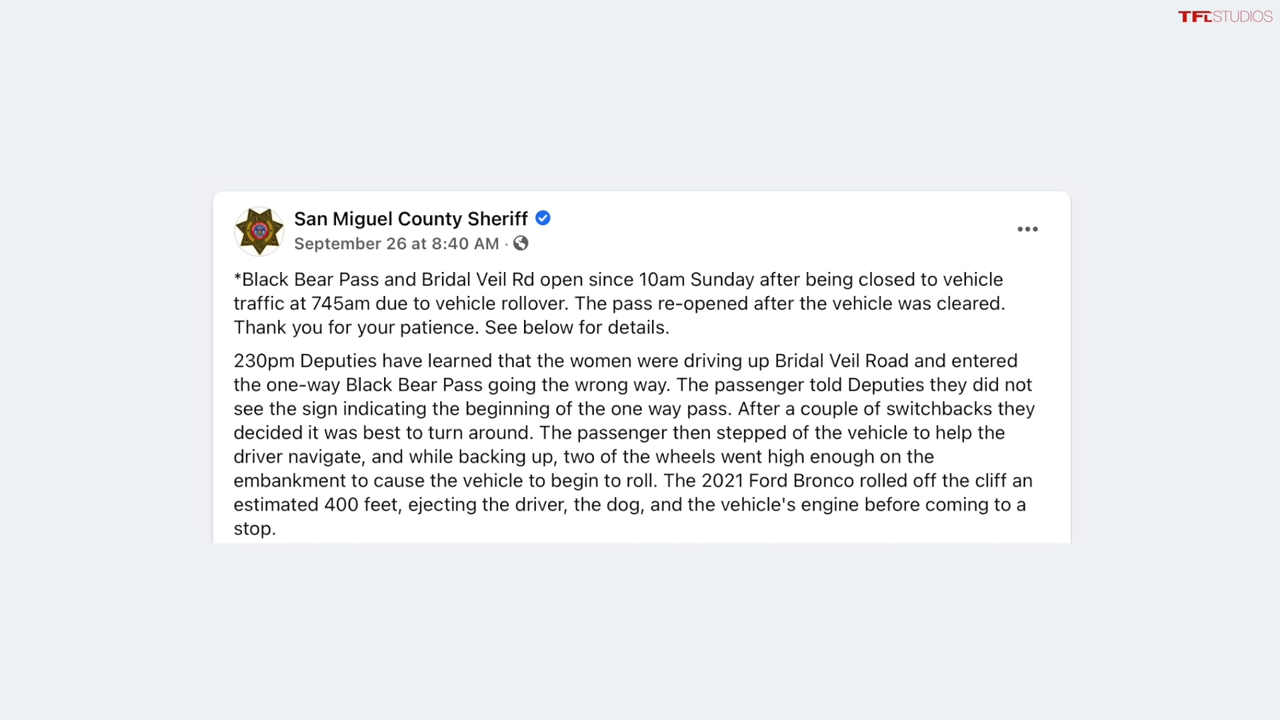 TFLSTUDIOS
San Miguel County Sheriff
September 26 at 8:40 AM ·
*Black Bear Pass and Bridal Veil Rd open since 10am Sunday after being closed to vehicle
traffic at 745am due to vehicle rollover. The pass re-opened after the vehicle was cleared.
Thank you for your patience. See below for details.
230pm Deputies have learned that the women were driving up Bridal Veil Road and entered
the one-way Black Bear Pass going the wrong way. The passenger told Deputies they did not
see the sign indicating the beginning of the one way pass. After a couple of switchbacks they
decided it was best to turn around. The passenger then stepped of the vehicle to help the
driver navigate, and while backing up, two of the wheels went high enough on the
embankment to cause the vehicle to begin to roll. The 2021 Ford Bronco rolled off the cliff an
estimated 400 feet, ejecting the driver, the dog, and the vehicle's engine before coming to a
stop.